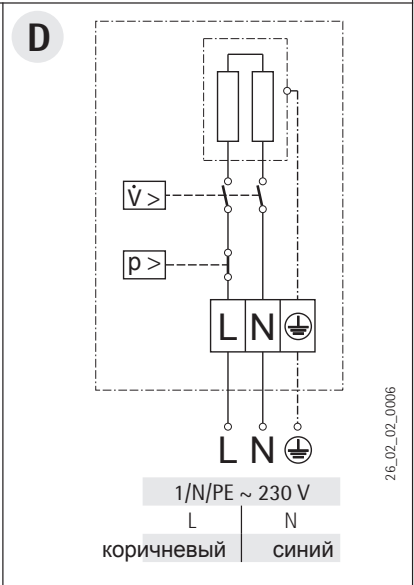 D
V̇ >
p >
L N
L N
26_02_02_0006
1/N/PE ~ 230 V
L N
коричневый синий